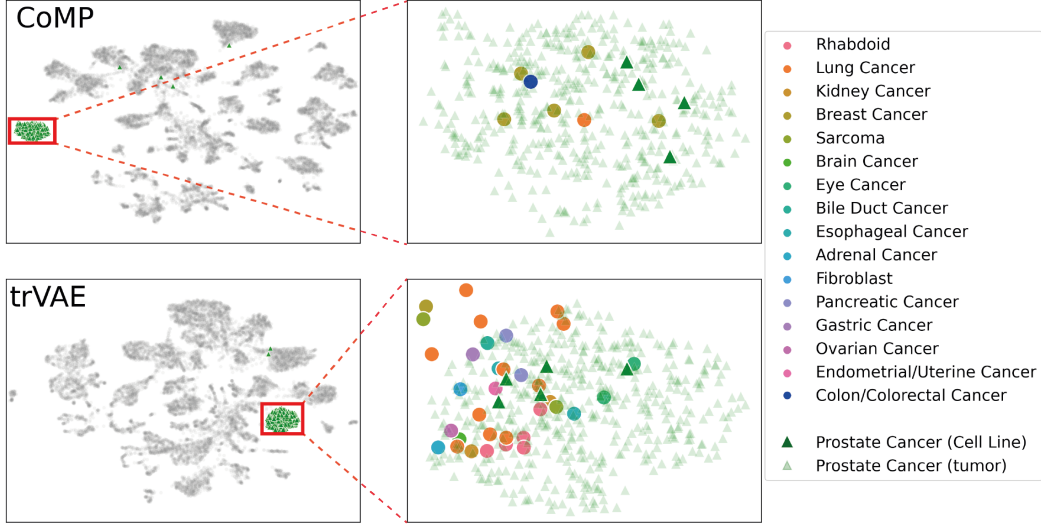 CoMP
trVAE
Rhabdoid
Lung Cancer
Kidney Cancer
Breast Cancer
Sarcoma
Brain Cancer
Eye Cancer
Bile Duct Cancer
Esophageal Cancer
Adrenal Cancer
Fibroblast
Pancreatic Cancer
Gastric Cancer
Ovarian Cancer
Endometrial/Uterine Cancer
Colon/Colorectal Cancer
Prostate Cancer (Cell Line)
Prostate Cancer (tumor)